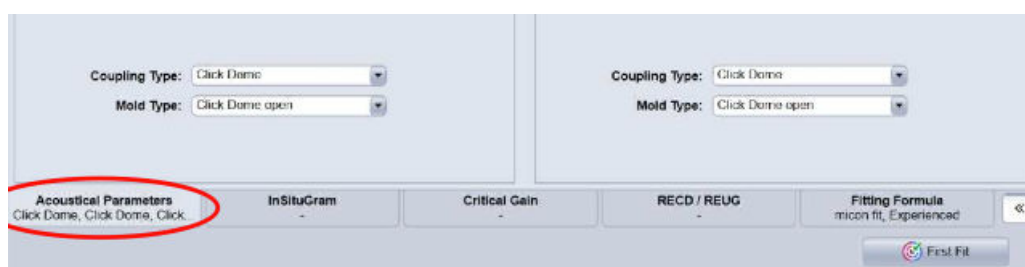 Coupling Type: Click Dome
Coupling Type: Click Dome
Mold Type: Click Dome open
Mold Type: Click Dome open
Acoustical Parameters
Click Dome, Click Dome, Click...
InSituGram
-
Critical Gain
-
RECD / REUG
-
Fitting Formula
micon fit, Experienced
«
First Fit